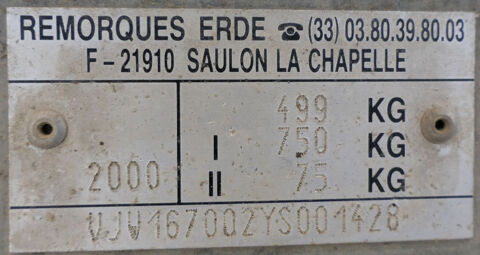 REMORQUES ERDE ☎ (33) 03.80.39.80.03
F - 21910 SAULON LA CHAPELLE
499 KG
I 750 KG
2000 II 75 KG
VJW167002YS001428